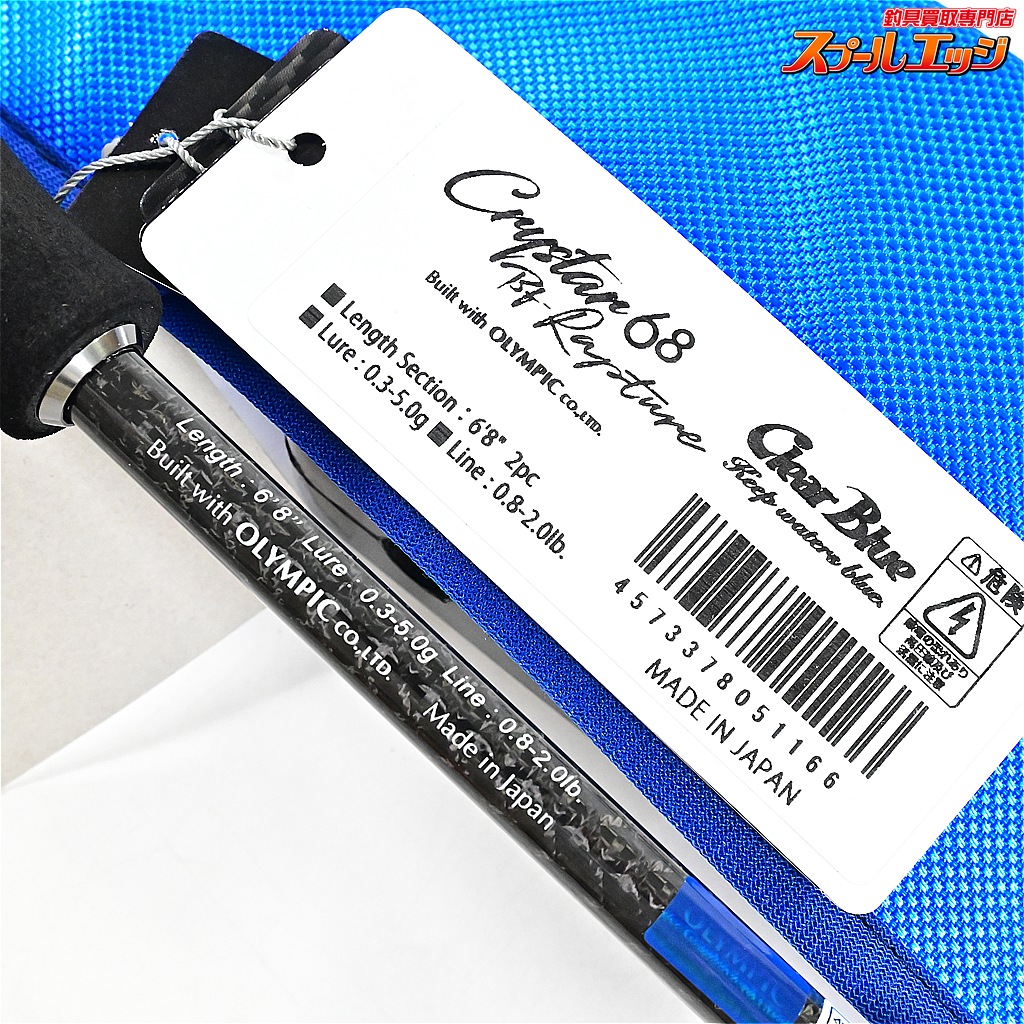 釣具買取専門店
スプールエッジ
Crystar 68
Bf-Rapture
Built with OLYMPIC CO.,LTD.
■Length Section : 6'8" 2pc
■Lure : 0.3-5.0g ■Line : 0.8-2.0lb.
Clear Blue
Keep waters blue.
4573378051166
MADE IN JAPAN
⚠危険
Length : 6'8" Lure : 0.3-5.0g Line : 0.8-2.0lb.
Built with OLYMPIC CO.,LTD. Made in Japan
OLYMPIC